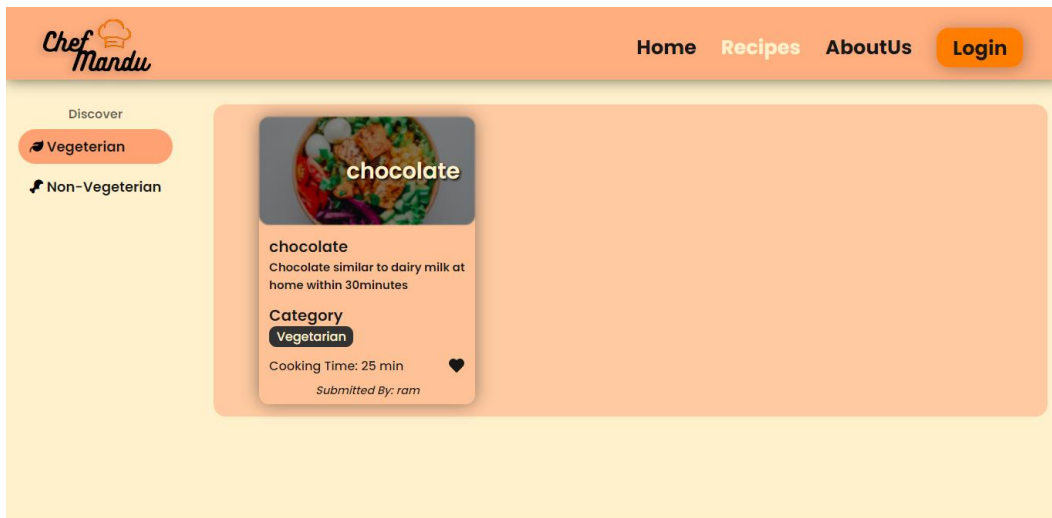 Chef
Mandu
Home Recipes AboutUs Login
Discover
Vegeterian
Non-Vegeterian
chocolate
chocolate
Chocolate similar to dairy milk at
home within 30minutes
Category
Vegetarian
Cooking Time: 25 min
Submitted By: ram